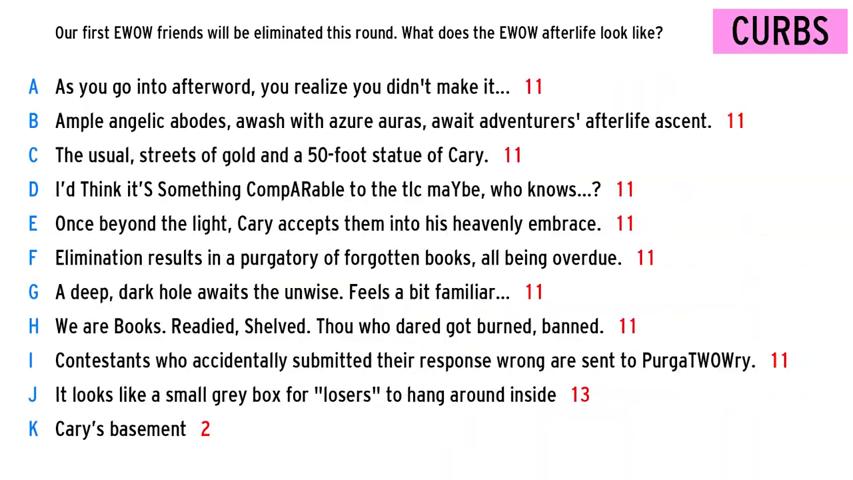 Our first EWOW friends will be eliminated this round. What does the EWOW afterlife look like?
CURBS
A As you go into afterword, you realize you didn't make it... 11
B Ample angelic abodes, awash with azure auras, await adventurers' afterlife ascent. 11
C The usual, streets of gold and a 50-foot statue of Cary. 11
D I'd Think it'S Something CompARable to the tlc maYbe, who knows...? 11
E Once beyond the light, Cary accepts them into his heavenly embrace. 11
F Elimination results in a purgatory of forgotten books, all being overdue. 11
G A deep, dark hole awaits the unwise. Feels a bit familiar... 11
H We are Books. Readied, Shelved. Thou who dared got burned, banned. 11
I Contestants who accidentally submitted their response wrong are sent to PurgaTWOWry. 11
J It looks like a small grey box for "losers" to hang around inside 13
K Cary's basement 2